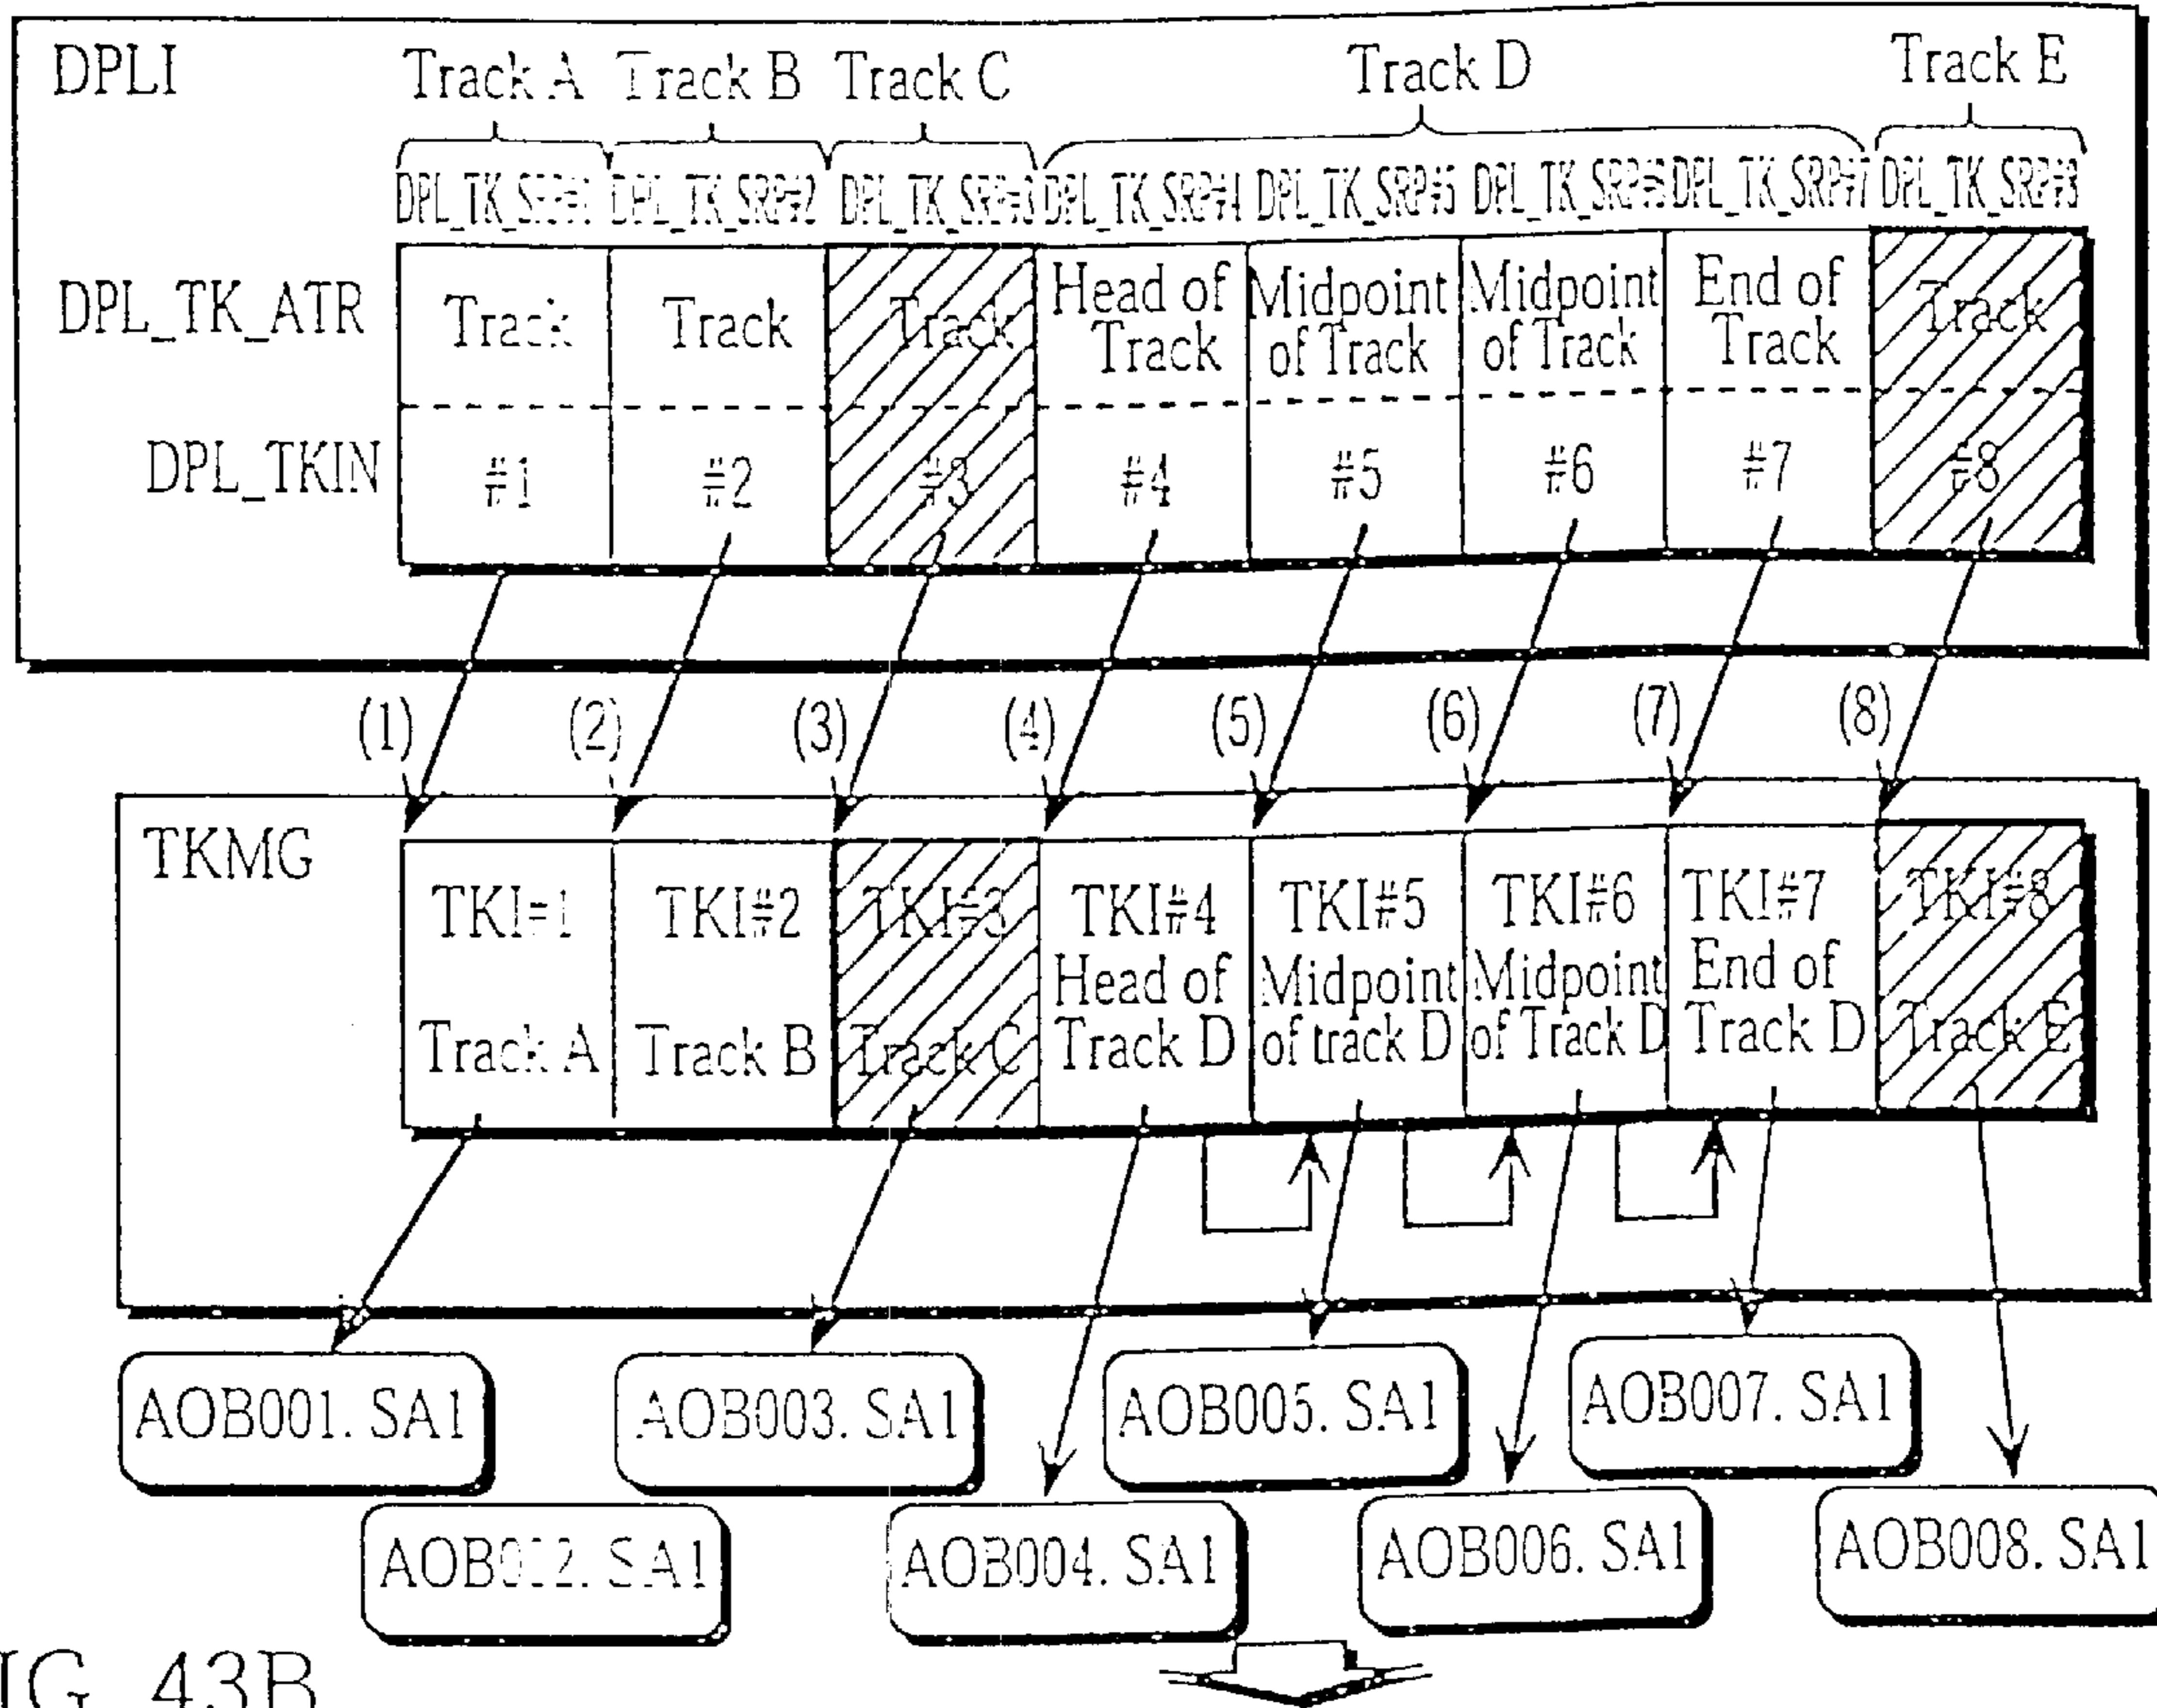 DPLI
Track A Track B Track C Track D Track E
DPL_TK_SRP#1 DPL_TK_SRP#2 DPL_TK_SRP#3 DPL_TK_SRP#4 DPL_TK_SRP#5 DPL_TK_SRP#6 DPL_TK_SRP#7 DPL_TK_SRP#8
DPL_TK_ATR
Track
Track
Track
Head of
Track
Midpoint
of Track
Midpoint
of Track
End of
Track
Track
DPL_TKIN #1 #2 #3 #4 #5 #6 #7 #8
(1) (2) (3) (4) (5) (6) (7) (8)
TKMG
TKI#1
Track A
TKI#2
Track B
TKI#3
Track C
TKI#4
Head of
Track D
TKI#5
Midpoint
of track D
TKI#6
Midpoint
of Track D
TKI#7
End of
Track D
TKI#8
Track E
AOB001. SA1 AOB003. SA1 AOB005. SA1 AOB007. SA1
AOB002. SA1 AOB004. SA1 AOB006. SA1 AOB008. SA1
IG. 43B